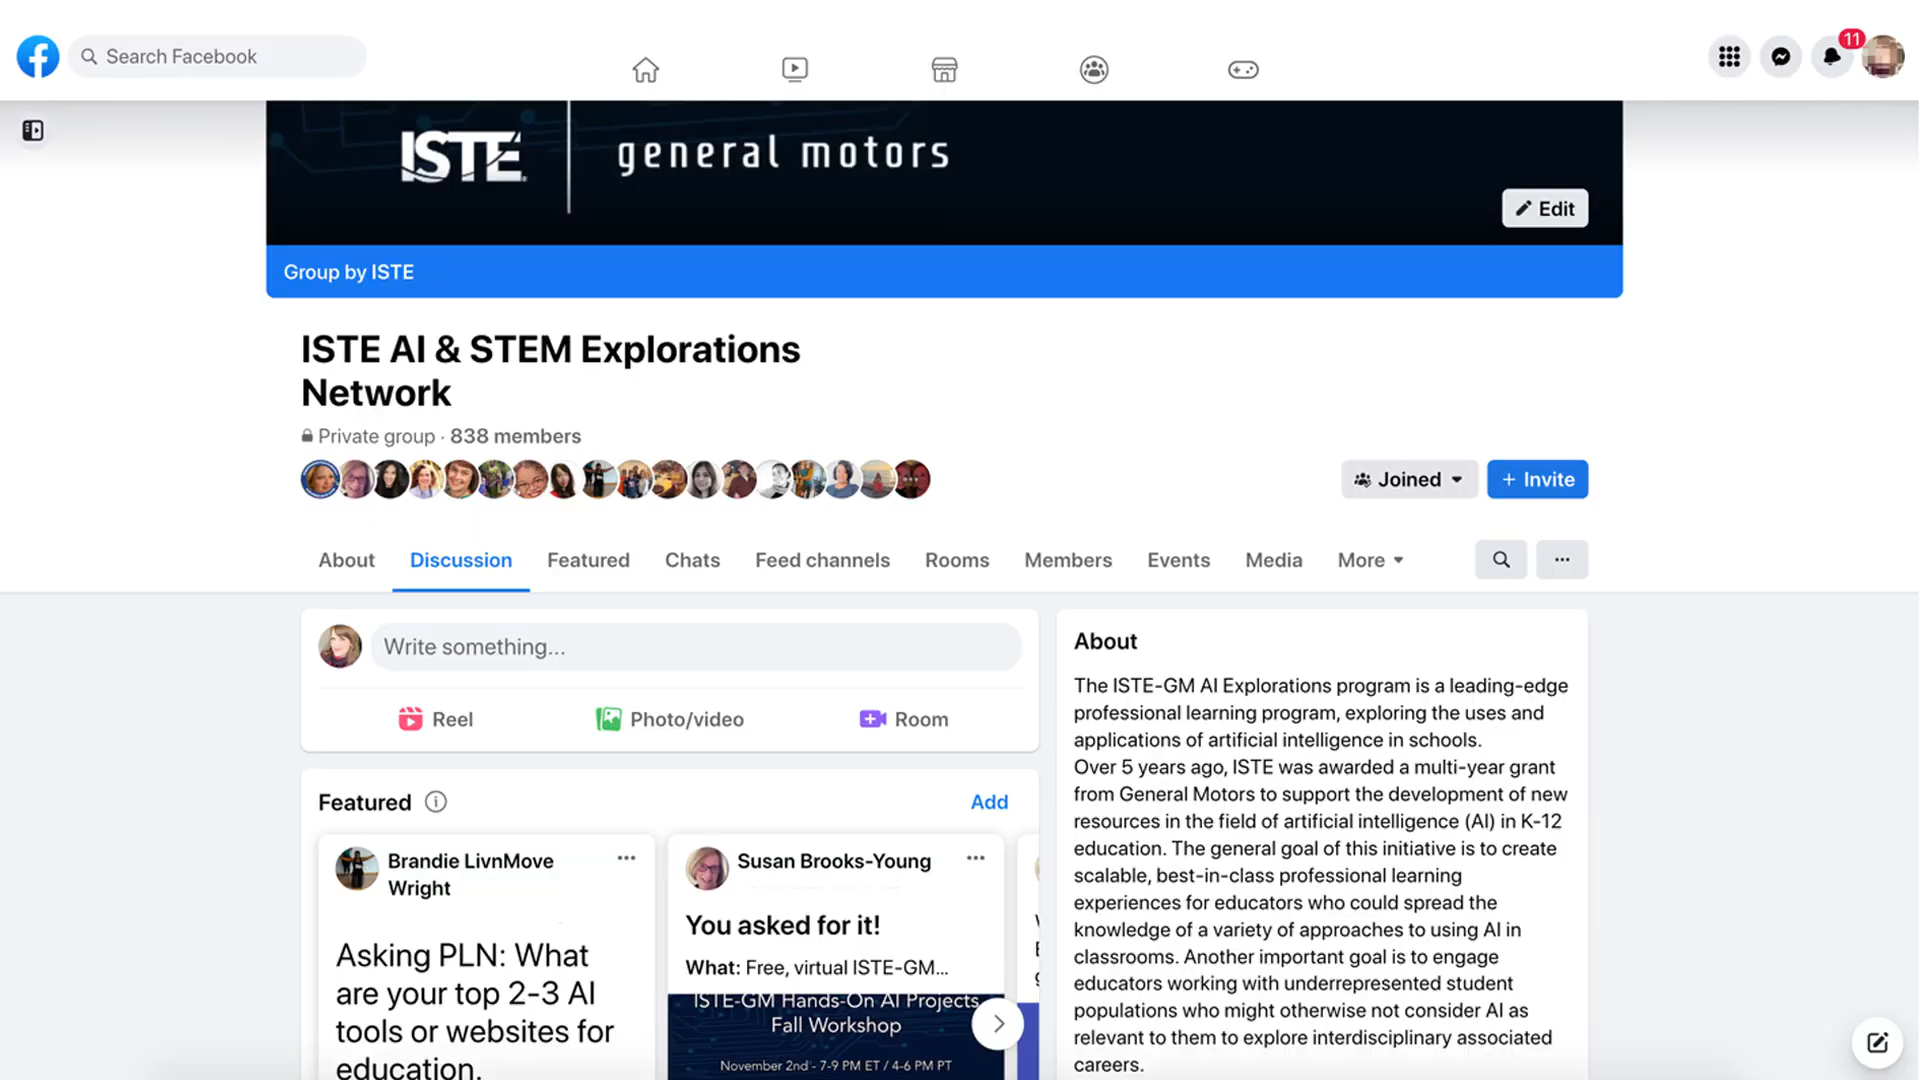 Search Facebook
11
ISTE
general motors
Edit
Group by ISTE
ISTE AI & STEM Explorations
Network
Private group · 838 members
Joined
+ Invite
About
Discussion
Featured
Chats
Feed channels
Rooms
Members
Events
Media
More
Write something...
Reel
Photo/video
Room
Featured
Add
Brandie LivnMove
Wright
Asking PLN: What
are your top 2-3 AI
tools or websites for
education.
Susan Brooks-Young
You asked for it!
What: Free, virtual ISTE-GM...
ISTE-GM Hands-On AI Projects
Fall Workshop
November 2nd - 7-9 PM ET / 4-6 PM PT
About
The ISTE-GM AI Explorations program is a leading-edge
professional learning program, exploring the uses and
applications of artificial intelligence in schools.
Over 5 years ago, ISTE was awarded a multi-year grant
from General Motors to support the development of new
resources in the field of artificial intelligence (AI) in K-12
education. The general goal of this initiative is to create
scalable, best-in-class professional learning
experiences for educators who could spread the
knowledge of a variety of approaches to using AI in
classrooms. Another important goal is to engage
educators working with underrepresented student
populations who might otherwise not consider AI as
relevant to them to explore interdisciplinary associated
careers.